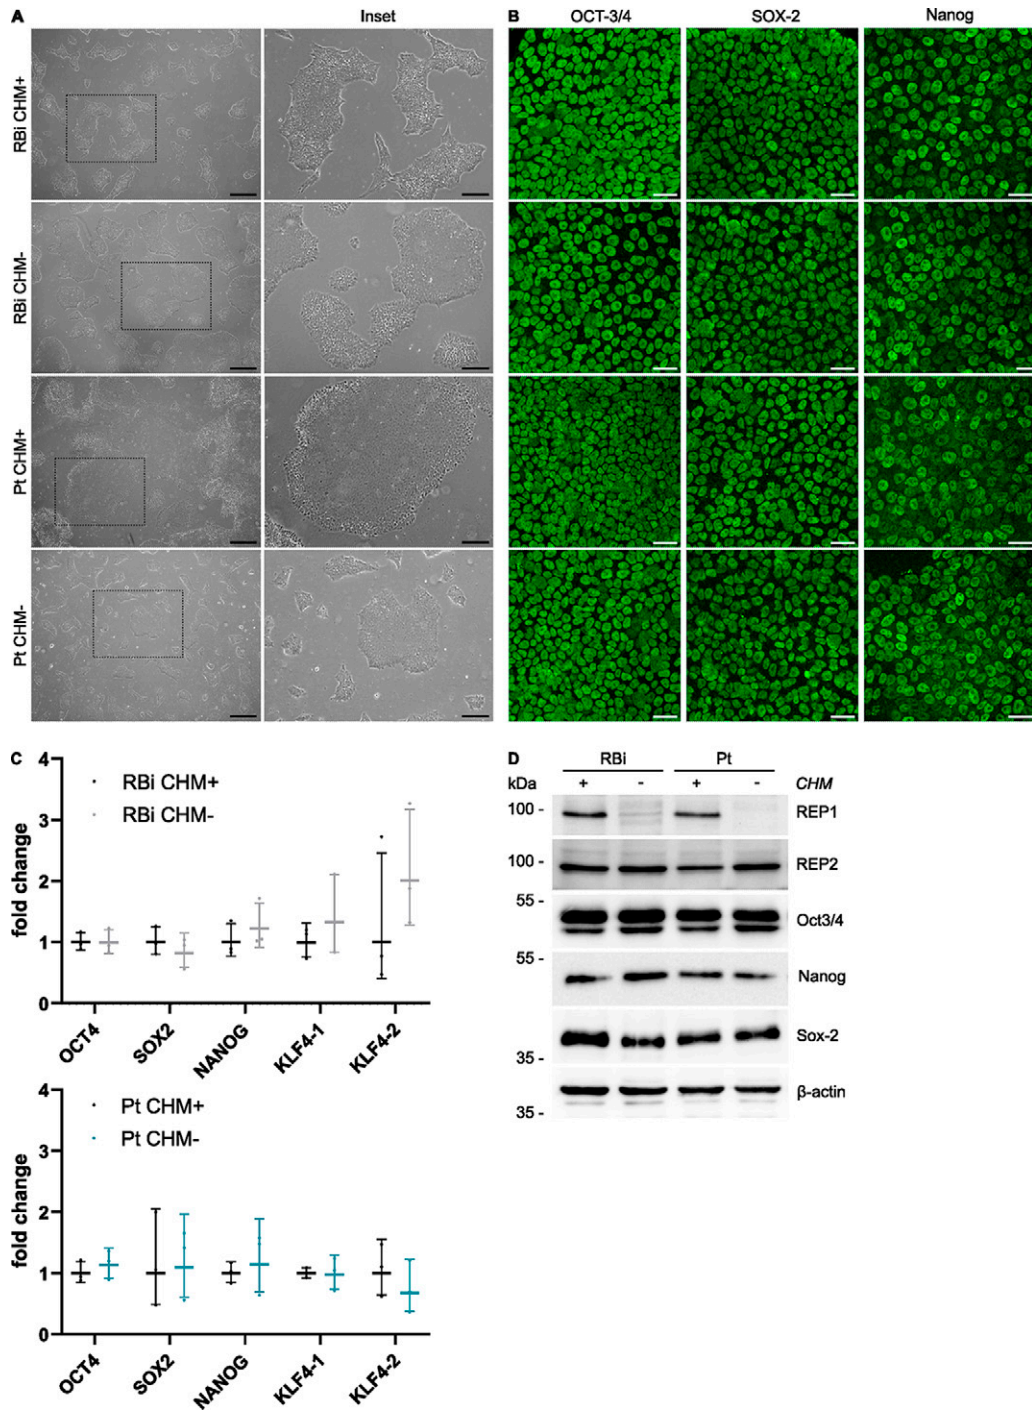 A
Inset
RBi CHM+
RBi CHM-
Pt CHM+
Pt CHM-
B
OCT-3/4 SOX-2 Nanog
C
fold change
4
3
2
1
0
RBi CHM+
RBi CHM-
OCT4 SOX2 NANOG KLF4-1 KLF4-2
fold change
4
3
2
1
0
Pt CHM+
Pt CHM-
OCT4 SOX2 NANOG KLF4-1 KLF4-2
D
RBi Pt
kDa + - + - CHM
100 - REP1
100 - REP2
55 - Oct3/4
55 - Nanog
Sox-2
35 -
β-actin
35 -